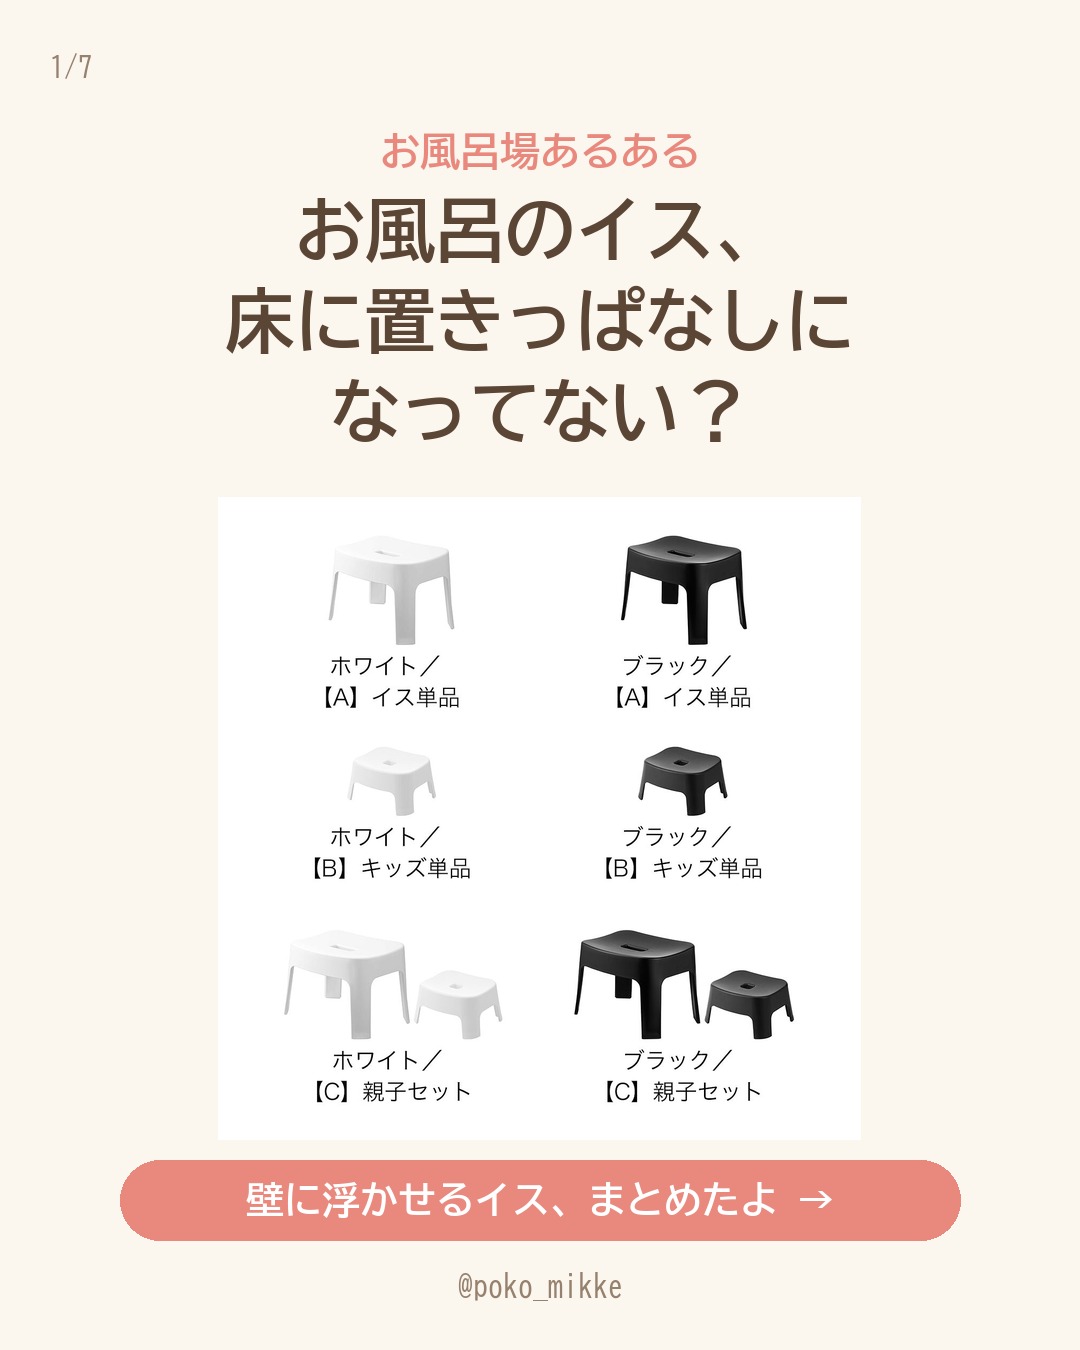 1/7
お風呂場あるある
お風呂のイス、
床に置きっぱなしに
なってない？
ホワイト／
【A】イス単品
ブラック／
【A】イス単品
ホワイト／
【B】キッズ単品
ブラック／
【B】キッズ単品
ホワイト／
【C】親子セット
ブラック／
【C】親子セット
壁に浮かせるイス、まとめたよ →
@poko_mikke